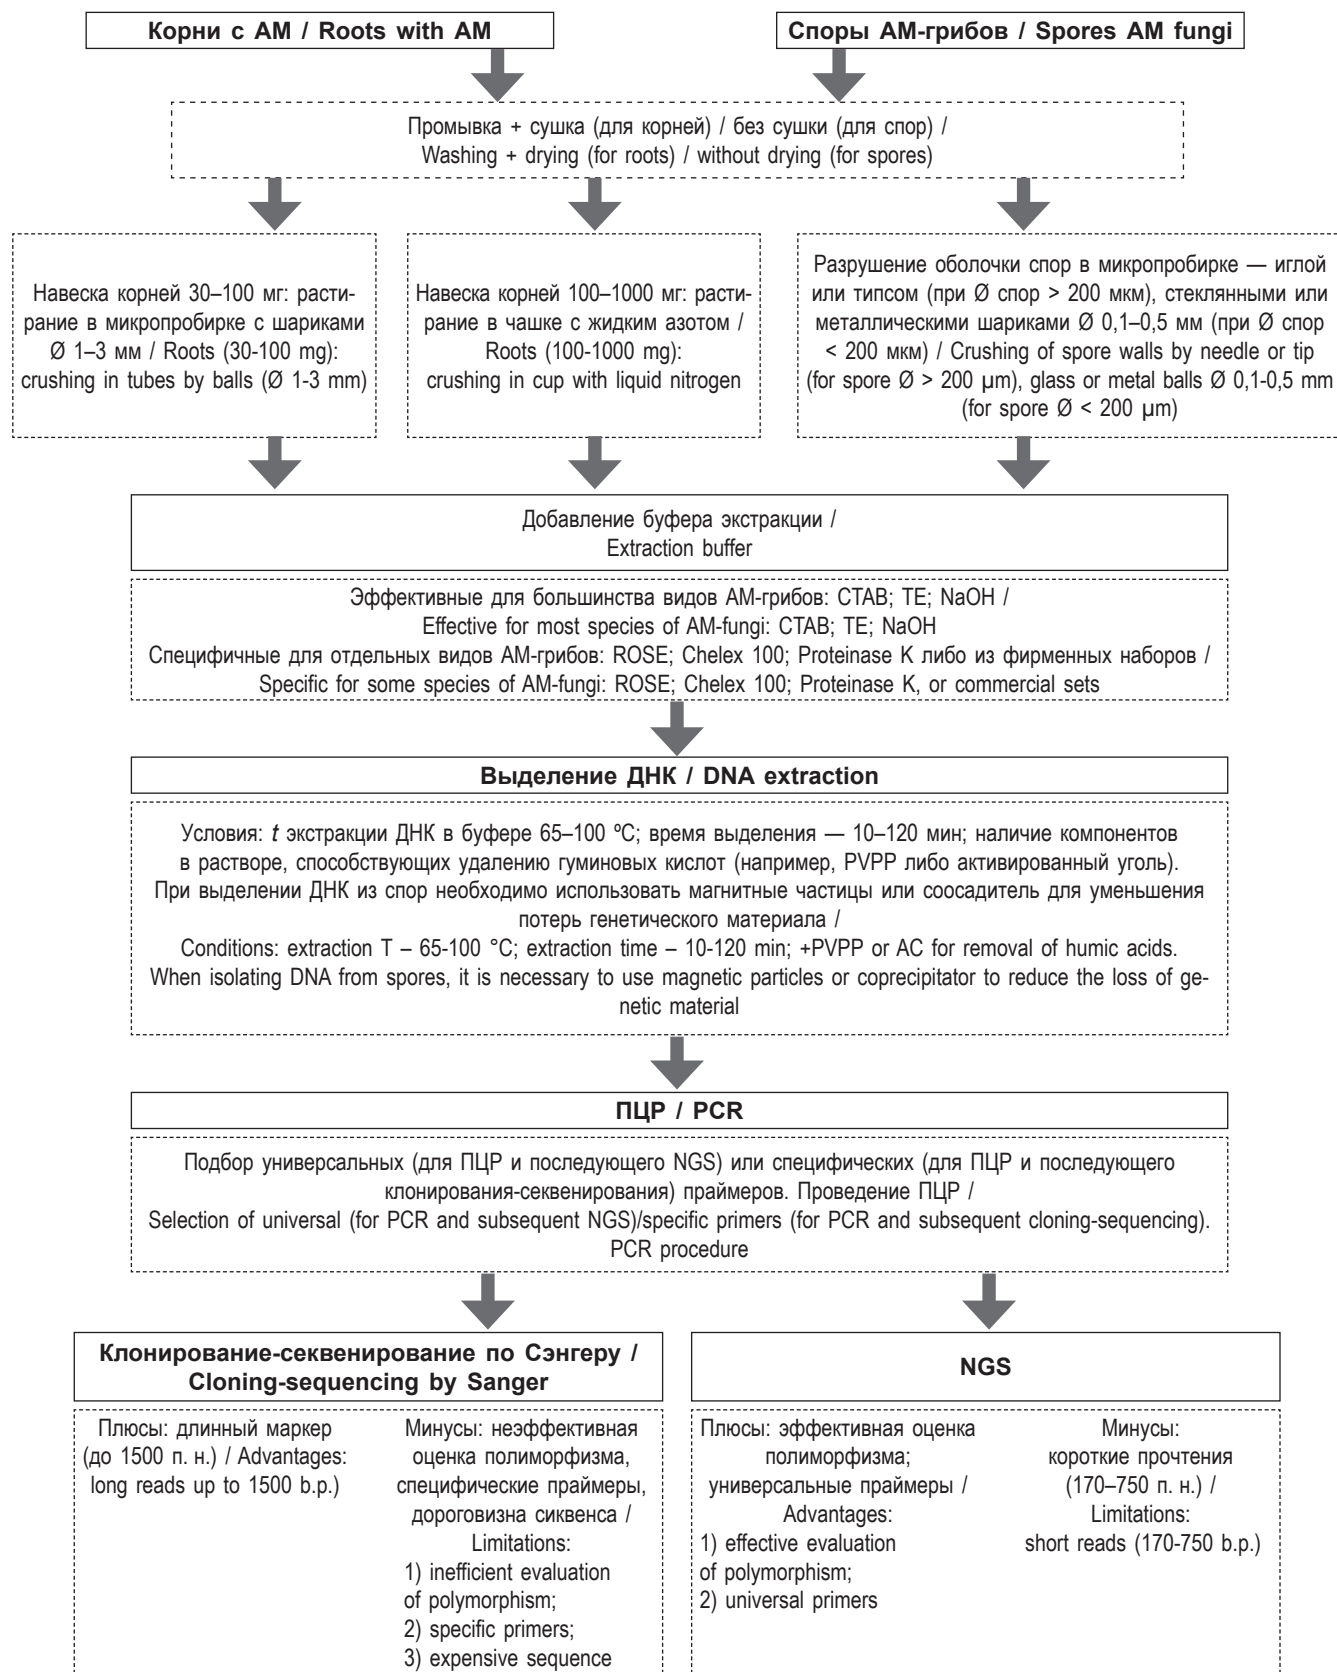 Корни с АМ / Roots with AM
Споры АМ-грибов / Spores AM fungi
Промывка + сушка (для корней) / без сушки (для спор) /
Washing + drying (for roots) / without drying (for spores)
Навеска корней 30–100 мг: расти-
рание в микропробирке с шариками
Ø 1–3 мм / Roots (30-100 mg):
crushing in tubes by balls (Ø 1-3 mm)
Навеска корней 100–1000 мг: расти-
рание в чашке с жидким азотом /
Roots (100-1000 mg):
crushing in cup with liquid nitrogen
Разрушение оболочки спор в микропробирке — иглой
или типсом (при Ø спор > 200 мкм), стеклянными или
металлическими шариками Ø 0,1–0,5 мм (при Ø спор
< 200 мкм) / Crushing of spore walls by needle or tip
(for spore Ø > 200 µm), glass or metal balls Ø 0,1-0,5 mm
(for spore Ø < 200 µm)
Добавление буфера экстракции /
Extraction buffer
Эффективные для большинства видов АМ-грибов: CTAB; TE; NaOH /
Effective for most species of AM-fungi: CTAB; TE; NaOH
Специфичные для отдельных видов АМ-грибов: ROSE; Chelex 100; Proteinase K либо из фирменных наборов /
Specific for some species of AM-fungi: ROSE; Chelex 100; Proteinase K, or commercial sets
Выделение ДНК / DNA extraction
Условия: t экстракции ДНК в буфере 65–100 ºC; время выделения — 10–120 мин; наличие компонентов
в растворе, способствующих удалению гуминовых кислот (например, PVPP либо активированный уголь).
При выделении ДНК из спор необходимо использовать магнитные частицы или соосадитель для уменьшения
потерь генетического материала /
Conditions: extraction T – 65-100 °C; extraction time – 10-120 min; +PVPP or AC for removal of humic acids.
When isolating DNA from spores, it is necessary to use magnetic particles or coprecipitator to reduce the loss of ge-
netic material
ПЦР / PCR
Подбор универсальных (для ПЦР и последующего NGS) или специфических (для ПЦР и последующего
клонирования-секвенирования) праймеров. Проведение ПЦР /
Selection of universal (for PCR and subsequent NGS)/specific primers (for PCR and subsequent cloning-sequencing).
PCR procedure
Клонирование-секвенирование по Сэнгеру /
Cloning-sequencing by Sanger
Плюсы: длинный маркер
(до 1500 п. н.) / Advantages:
long reads up to 1500 b.p.)
Минусы: неэффективная
оценка полиморфизма,
специфические праймеры,
дороговизна сиквенса /
Limitations:
1) inefficient evaluation
of polymorphism;
2) specific primers;
3) expensive sequence
NGS
Плюсы: эффективная оценка
полиморфизма;
универсальные праймеры /
Advantages:
1) effective evaluation
of polymorphism;
2) universal primers
Минусы:
короткие прочтения
(170–750 п. н.) /
Limitations:
short reads (170-750 b.p.)